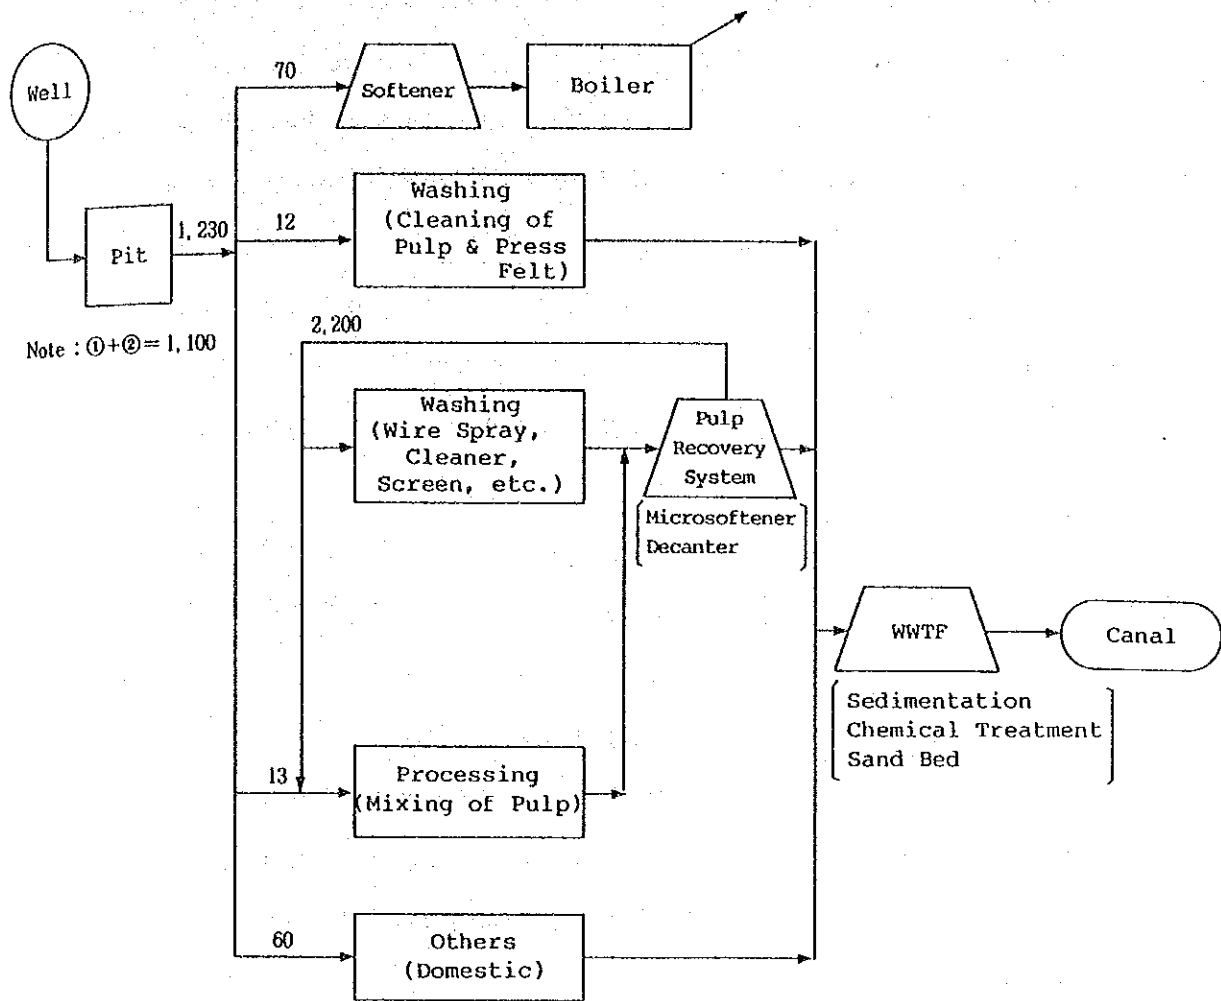 Well
70
Softener
Boiler
Pit
1,230
12
Washing
(Cleaning of
Pulp & Press
Felt)
Note : ①+②= 1,100
2,200
Washing
(Wire Spray,
Cleaner,
Screen, etc.)
Pulp
Recovery
System
Microsoftener
Decanter
WWTF
Canal
Sedimentation
Chemical Treatment
Sand Bed
13
Processing
(Mixing of Pulp)
60
Others
(Domestic)